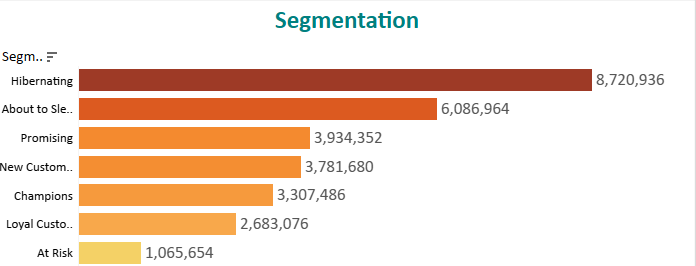 Segmentation
Segm..
Hibernating 8,720,936
About to Sle.. 6,086,964
Promising 3,934,352
New Custom.. 3,781,680
Champions 3,307,486
Loyal Custo.. 2,683,076
At Risk 1,065,654